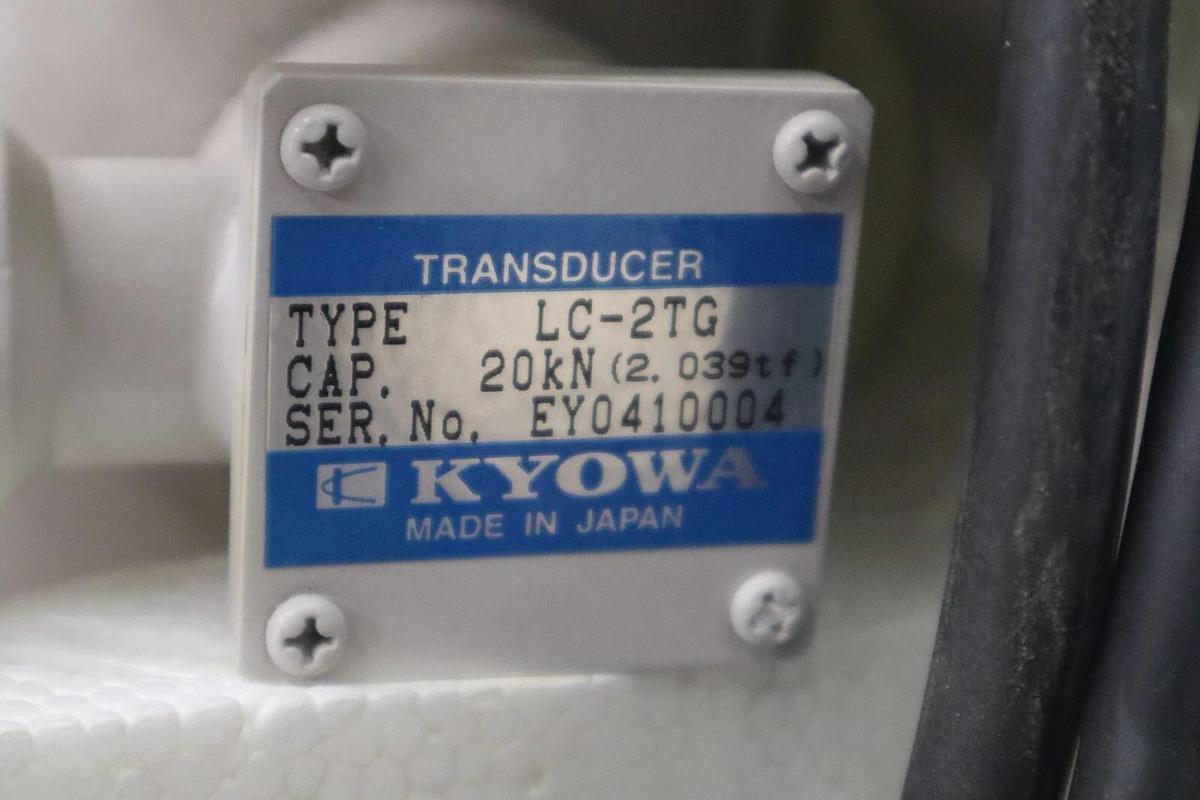 TRANSDUCER
TYPE LC-2TG
CAP. 20kN (2.039tf)
SER. No. EY0410004
KYOWA
MADE IN JAPAN